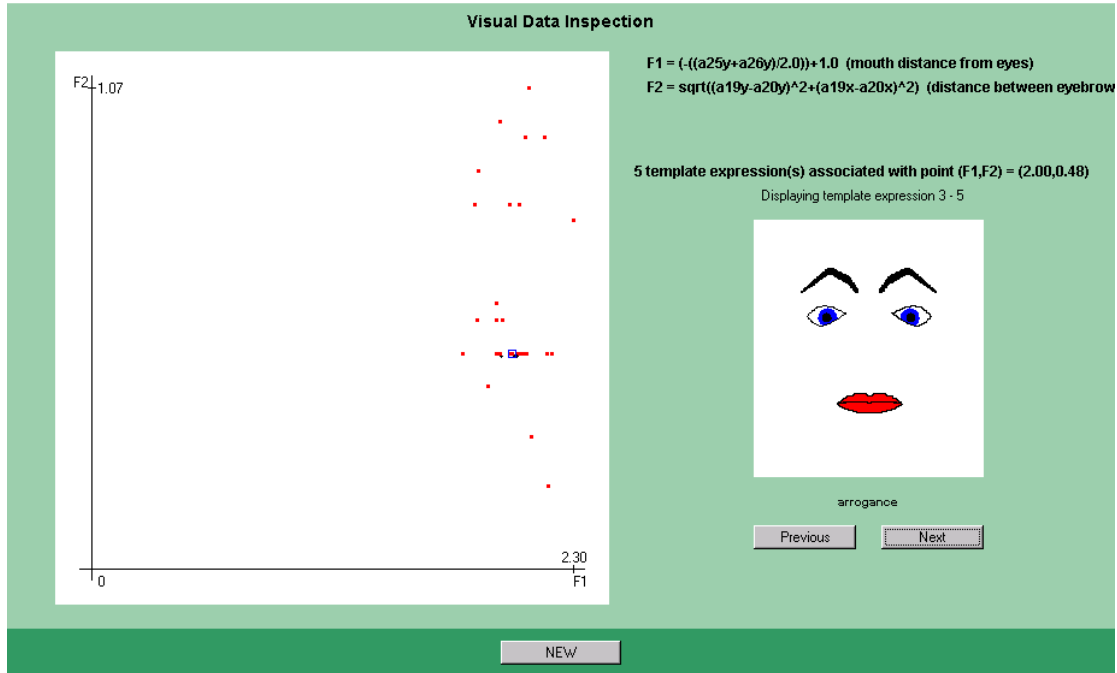 Visual Data Inspection
F2
1.07
2.30
0
F1
F1 = (-((a25y+a26y)/2.0))+1.0 (mouth distance from eyes)
F2 = sqrt((a19y-a20y)^2+(a19x-a20x)^2) (distance between eyebrow
5 template expression(s) associated with point (F1,F2) = (2.00,0.48)
Displaying template expression 3 - 5
arrogance
Previous Next
NEW